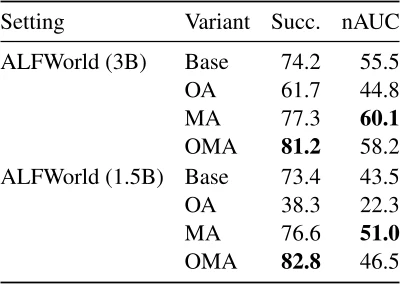 Setting Variant Succ. nAUC
ALFWorld (3B) Base 74.2 55.5
OA 61.7 44.8
MA 77.3 60.1
OMA 81.2 58.2
ALFWorld (1.5B) Base 73.4 43.5
OA 38.3 22.3
MA 76.6 51.0
OMA 82.8 46.5